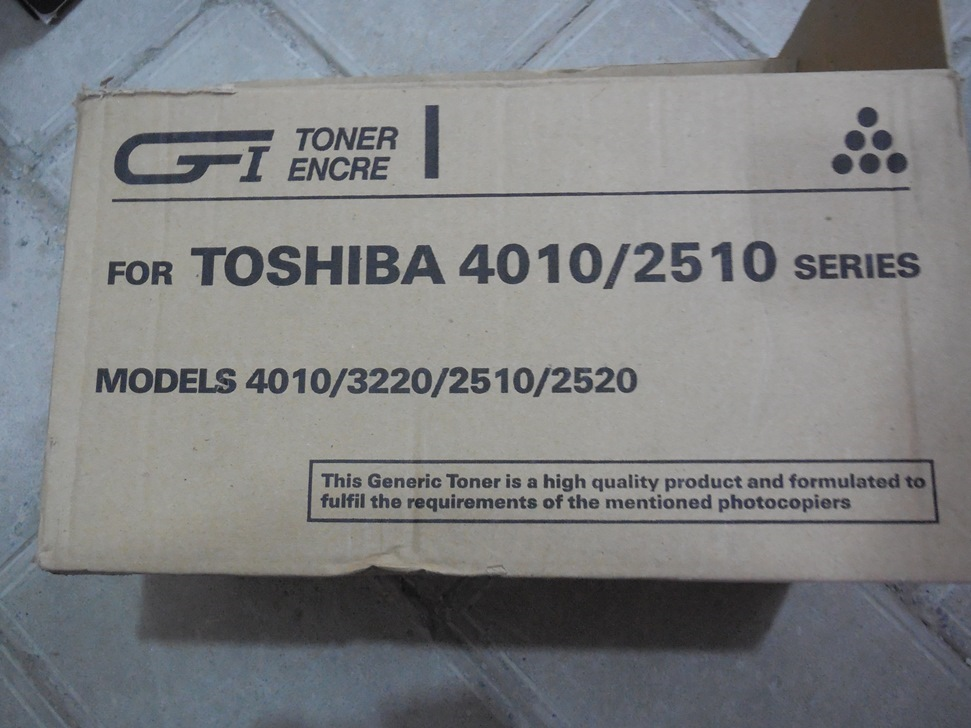 GFI TONER
ENCRE
FOR TOSHIBA 4010/2510 SERIES
MODELS 4010/3220/2510/2520
This Generic Toner is a high quality product and formulated to
fulfil the requirements of the mentioned photocopiers